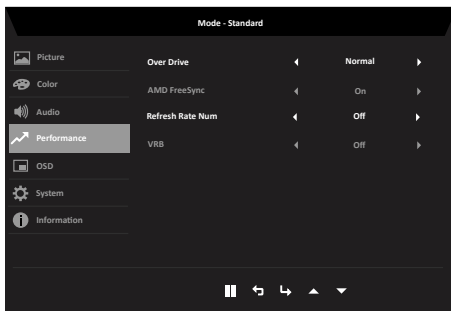 Mode - Standard
Picture
Color
Audio
Performance
OSD
System
Information
Over Drive Normal
AMD FreeSync On
Refresh Rate Num Off
VRB Off